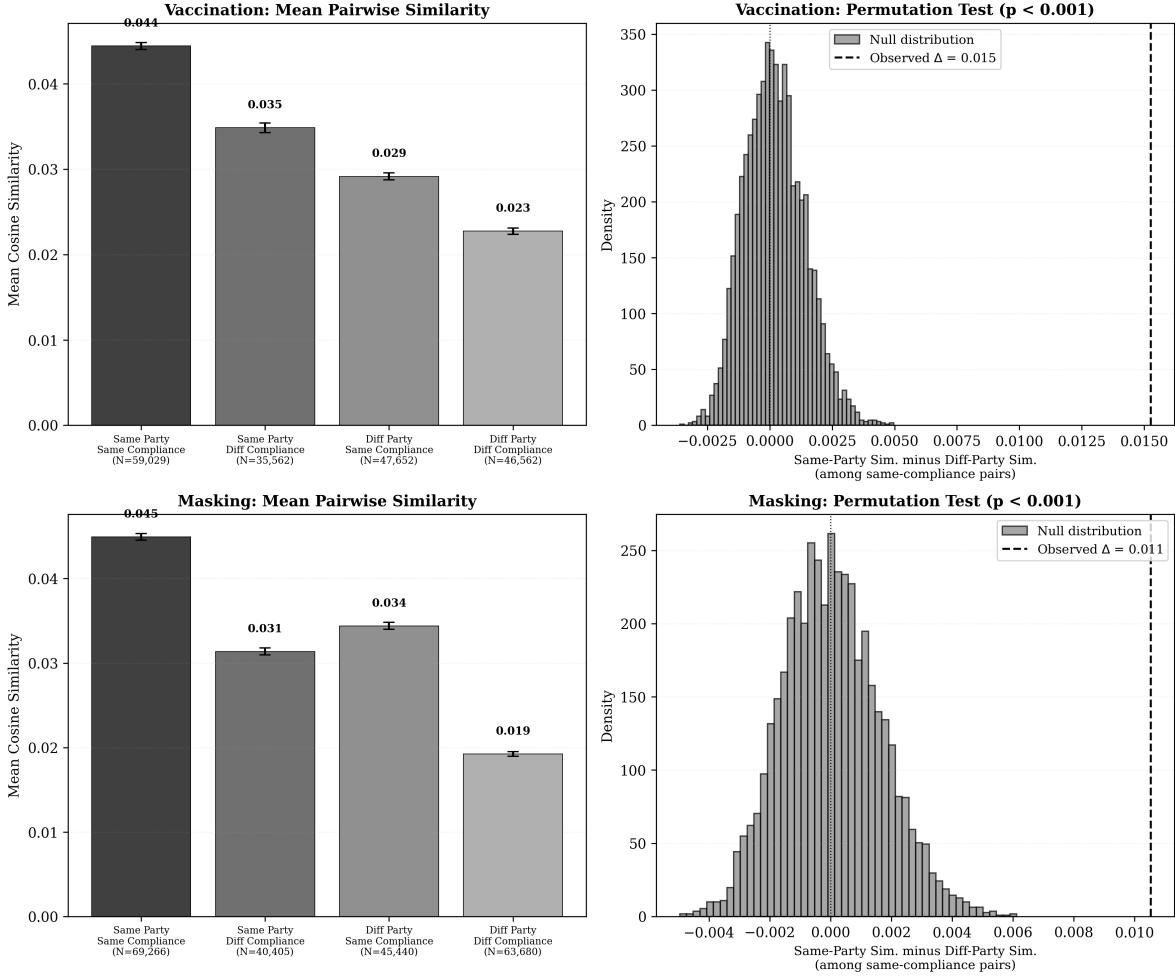 Vaccination: Mean Pairwise Similarity
0.044
0.035
0.029
0.023
0.04
0.03
0.02
0.01
0.00
Mean Cosine Similarity
Same Party
Same Compliance
(N=59,029)
Same Party
Diff Compliance
(N=35,562)
Diff Party
Same Compliance
(N=47,652)
Diff Party
Diff Compliance
(N=46,562)
Vaccination: Permutation Test (p < 0.001)
Null distribution
Observed Δ = 0.015
350
300
250
200
150
100
50
0
Density
−0.0025 0.0000 0.0025 0.0050 0.0075 0.0100 0.0125 0.0150
Same-Party Sim. minus Diff-Party Sim.
(among same-compliance pairs)
Masking: Mean Pairwise Similarity
0.045
0.031
0.034
0.019
0.04
0.03
0.02
0.01
0.00
Mean Cosine Similarity
Same Party
Same Compliance
(N=69,266)
Same Party
Diff Compliance
(N=40,405)
Diff Party
Same Compliance
(N=45,440)
Diff Party
Diff Compliance
(N=63,680)
Masking: Permutation Test (p < 0.001)
Null distribution
Observed Δ = 0.011
250
200
150
100
50
0
Density
−0.004 −0.002 0.000 0.002 0.004 0.006 0.008 0.010
Same-Party Sim. minus Diff-Party Sim.
(among same-compliance pairs)